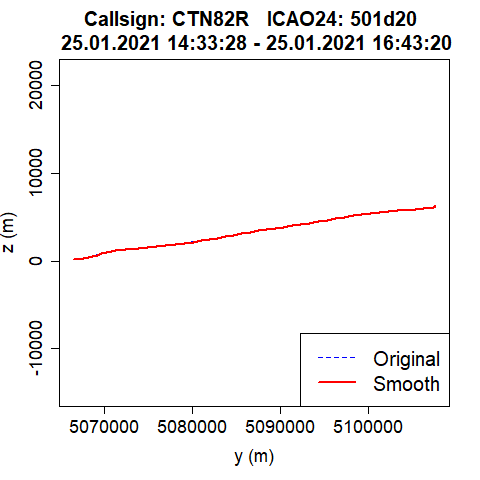 Callsign: CTN82R   ICAO24: 501d20
25.01.2021 14:33:28 - 25.01.2021 16:43:20
20000
10000
0
-10000
z (m)
Original
Smooth
5070000 5080000 5090000 5100000
y (m)